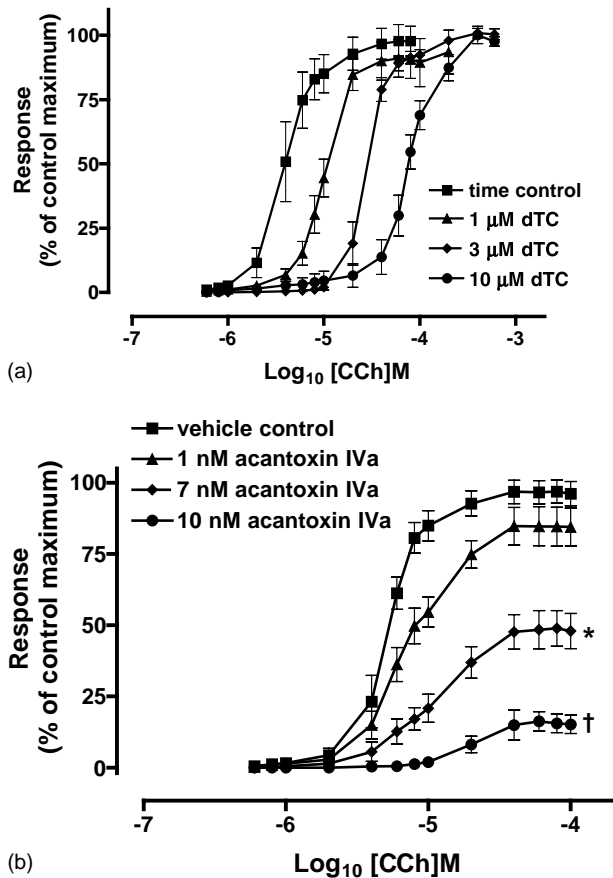 Response
(% of control maximum)
100
75
50
25
0
time control
1 μM dTC
3 μM dTC
10 μM dTC
-7
-6
-5
-4
-3
Log10 [CCh]M
(a)
vehicle control
1 nM acantoxin IVa
7 nM acantoxin IVa
10 nM acantoxin IVa
Response
(% of control maximum)
100
75
50
25
0
*
†
-7
-6
-5
-4
Log10 [CCh]M
(b)